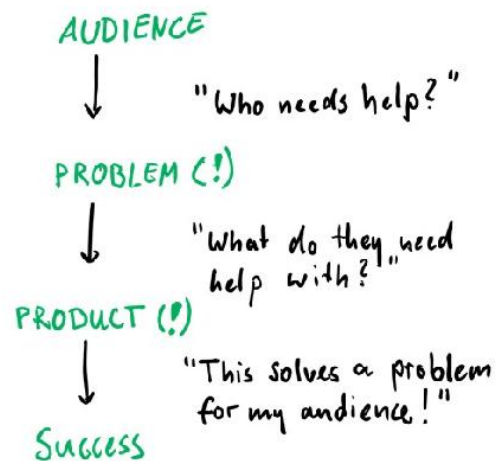 AUDIENCE
"Who needs help?"
PROBLEM (!)
"What do they need
help with?"
PRODUCT (!)
"This solves a problem
for my audience!"
Success